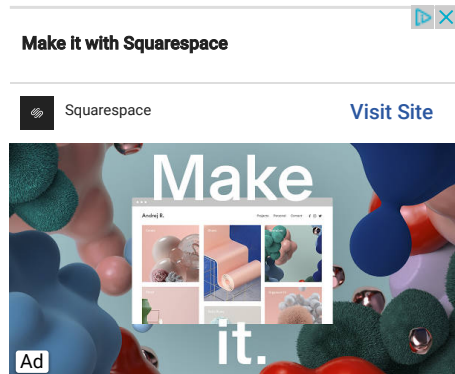 Make it with Squarespace
Squarespace
Visit Site
Make
Andrej B.
Projects Personal Contact
it.
Ad